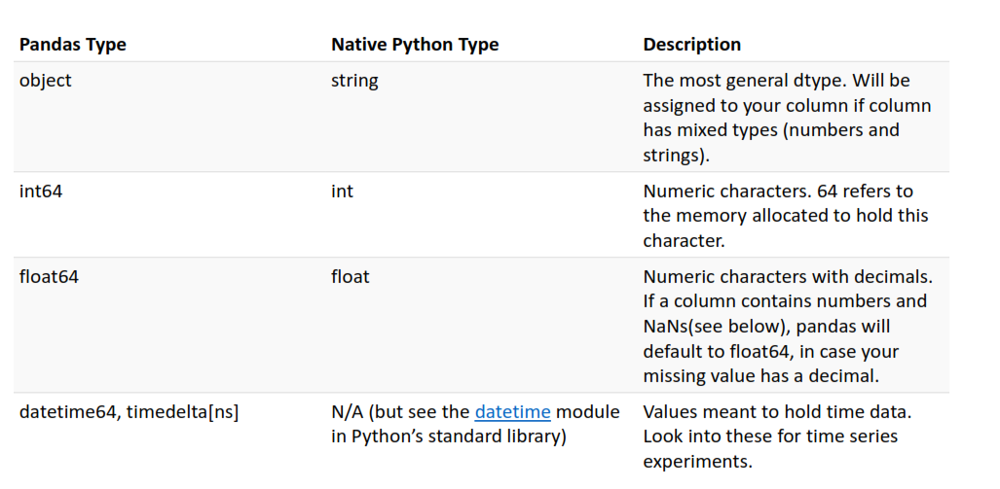 Pandas Type Native Python Type Description
object string The most general dtype. Will be
assigned to your column if column
has mixed types (numbers and
strings).
int64 int Numeric characters. 64 refers to
the memory allocated to hold this
character.
float64 float Numeric characters with decimals.
If a column contains numbers and
NaNs(see below), pandas will
default to float64, in case your
missing value has a decimal.
datetime64, timedelta[ns] N/A (but see the datetime module Values meant to hold time data.
in Python’s standard library) Look into these for time series
experiments.